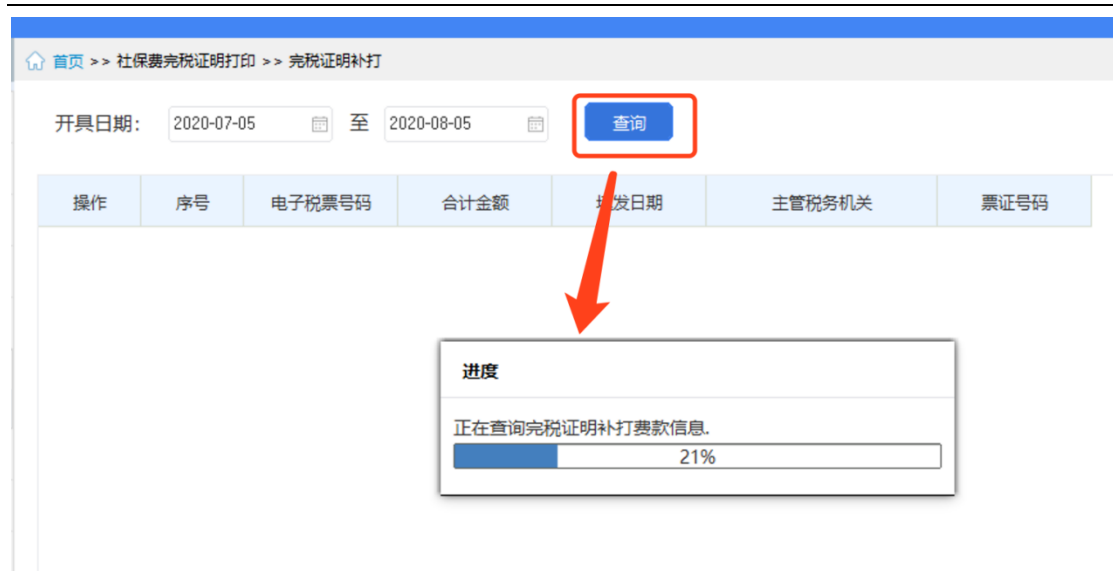 首页 >> 社保费完税证明打印 >> 完税证明补打
开具日期： 2020-07-05 至 2020-08-05 查询
操作 序号 电子税票号码 合计金额 发日期 主管税务机关 票证号码
进度
正在查询完税证明补打费款信息.
21%